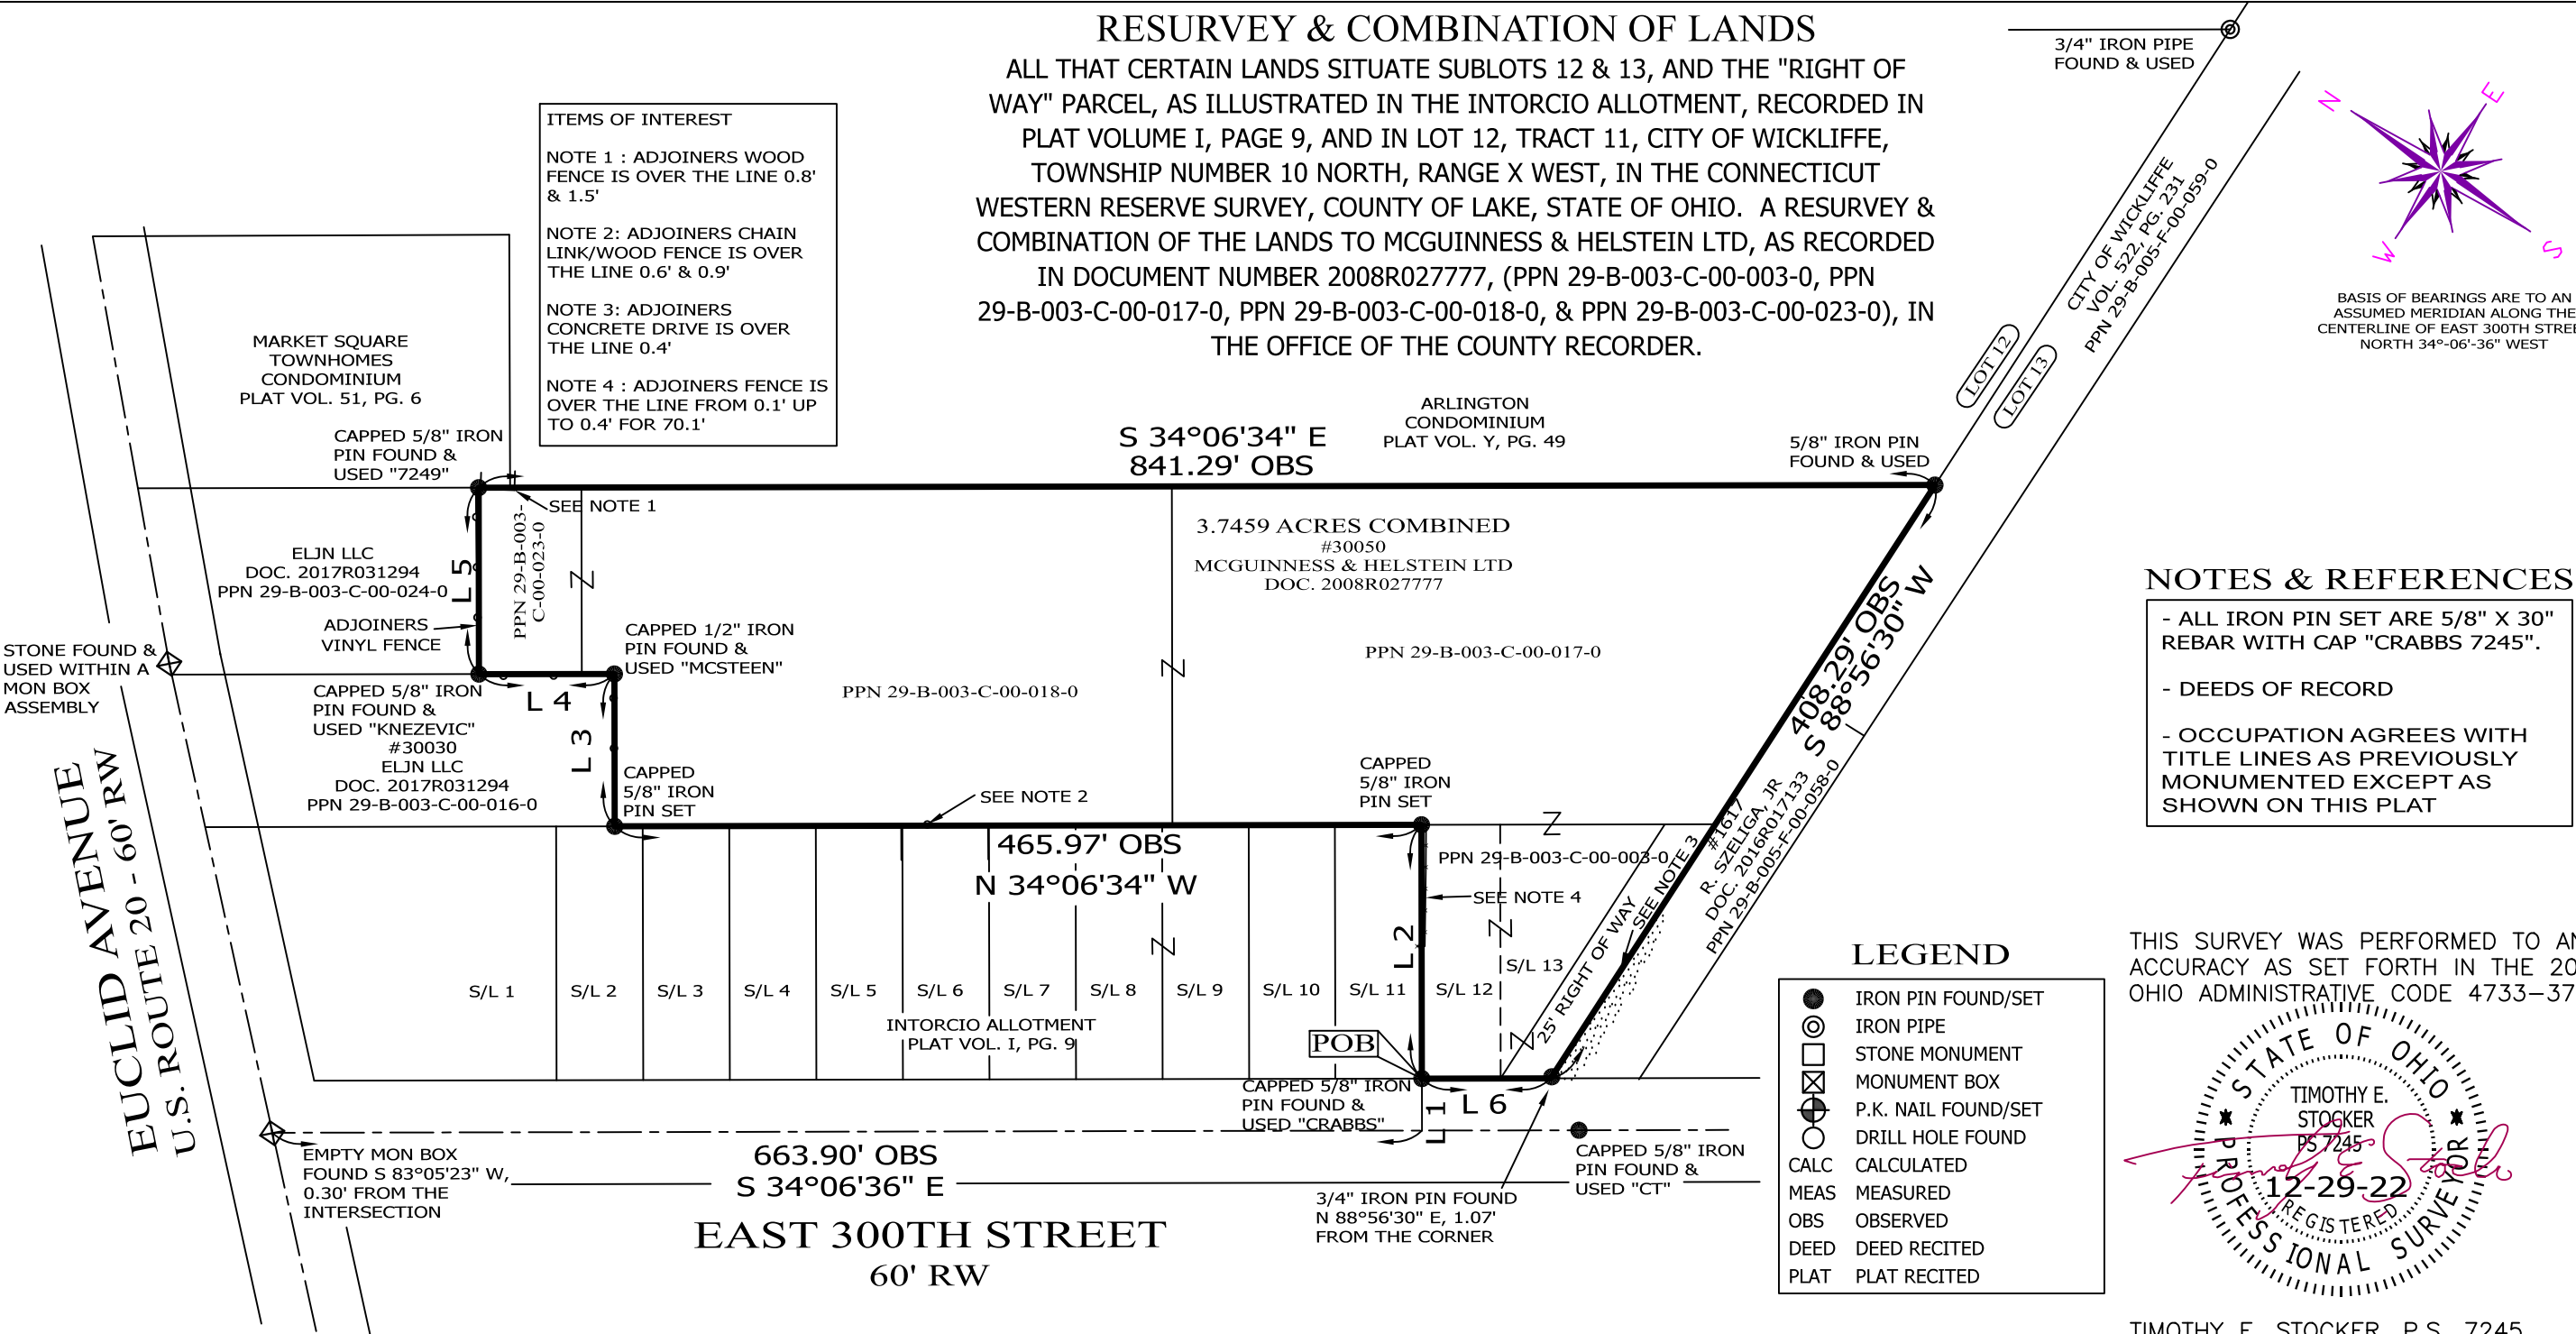 RESURVEY & COMBINATION OF LANDS
ALL THAT CERTAIN LANDS SITUATE SUBLOTS 12 & 13, AND THE "RIGHT OF
WAY" PARCEL, AS ILLUSTRATED IN THE INTORCIO ALLOTMENT, RECORDED IN
PLAT VOLUME I, PAGE 9, AND IN LOT 12, TRACT 11, CITY OF WICKLIFFE,
TOWNSHIP NUMBER 10 NORTH, RANGE X WEST, IN THE CONNECTICUT
WESTERN RESERVE SURVEY, COUNTY OF LAKE, STATE OF OHIO. A RESURVEY &
COMBINATION OF THE LANDS TO MCGUINNESS & HELSTEIN LTD, AS RECORDED
IN DOCUMENT NUMBER 2008R027777, (PPN 29-B-003-C-00-003-0, PPN
29-B-003-C-00-017-0, PPN 29-B-003-C-00-018-0, & PPN 29-B-003-C-00-023-0), IN
THE OFFICE OF THE COUNTY RECORDER.
3/4" IRON PIPE
FOUND & USED
N
E
W
S
BASIS OF BEARINGS ARE TO AN
ASSUMED MERIDIAN ALONG THE
CENTERLINE OF EAST 300TH STREE
NORTH 34°-06'-36" WEST
ITEMS OF INTEREST
NOTE 1 : ADJOINERS WOOD
FENCE IS OVER THE LINE 0.8'
& 1.5'
NOTE 2: ADJOINERS CHAIN
LINK/WOOD FENCE IS OVER
THE LINE 0.6' & 0.9'
NOTE 3: ADJOINERS
CONCRETE DRIVE IS OVER
THE LINE 0.4'
NOTE 4 : ADJOINERS FENCE IS
OVER THE LINE FROM 0.1' UP
TO 0.4' FOR 70.1'
MARKET SQUARE
TOWNHOMES
CONDOMINIUM
PLAT VOL. 51, PG. 6
CAPPED 5/8" IRON
PIN FOUND &
USED "7249"
CITY OF WICKLIFFE
VOL. 522, PG. 231
PPN 29-B-005-F-00-059-0
LOT 12
LOT 13
ARLINGTON
CONDOMINIUM
PLAT VOL. Y, PG. 49
S 34°06'34" E
841.29' OBS
5/8" IRON PIN
FOUND & USED
SEE NOTE 1
PPN 29-B-003-
C-00-023-0
Z
L 5
ELJN LLC
DOC. 2017R031294
PPN 29-B-003-C-00-024-0
ADJOINERS
VINYL FENCE
3.7459 ACRES COMBINED
#30050
MCGUINNESS & HELSTEIN LTD
DOC. 2008R027777
PPN 29-B-003-C-00-017-0
Z
PPN 29-B-003-C-00-018-0
408.29' OBS
S 88°56'30" W
STONE FOUND &
USED WITHIN A
MON BOX
ASSEMBLY
CAPPED 1/2" IRON
PIN FOUND &
USED "MCSTEEN"
L 4
L 3
CAPPED 5/8" IRON
PIN FOUND &
USED "KNEZEVIC"
#30030
ELJN LLC
DOC. 2017R031294
PPN 29-B-003-C-00-016-0
CAPPED
5/8" IRON
PIN SET
SEE NOTE 2
CAPPED
5/8" IRON
PIN SET
465.97' OBS
N 34°06'34" W
Z
Z
PPN 29-B-003-C-00-003-0
SEE NOTE 4
Z
L 2
S/L 13
25' RIGHT OF WAY
SEE NOTE 3
Z
#1617
R. SZELIGA, JR
DOC. 2016R017133
PPN 29-B-005-F-00-058-0
S/L 1
S/L 2
S/L 3
S/L 4
S/L 5
S/L 6
S/L 7
S/L 8
S/L 9
S/L 10
S/L 11
S/L 12
INTORCIO ALLOTMENT
PLAT VOL. I, PG. 9
POB
CAPPED 5/8" IRON
PIN FOUND &
USED "CRABBS"
L 1
L 6
EUCLID AVENUE
U.S. ROUTE 20 - 60' RW
EMPTY MON BOX
FOUND S 83°05'23" W,
0.30' FROM THE
INTERSECTION
663.90' OBS
S 34°06'36" E
EAST 300TH STREET
60' RW
3/4" IRON PIN FOUND
N 88°56'30" E, 1.07'
FROM THE CORNER
CAPPED 5/8" IRON
PIN FOUND &
USED "CT"
NOTES & REFERENCES
- ALL IRON PIN SET ARE 5/8" X 30"
REBAR WITH CAP "CRABBS 7245".
- DEEDS OF RECORD
- OCCUPATION AGREES WITH
TITLE LINES AS PREVIOUSLY
MONUMENTED EXCEPT AS
SHOWN ON THIS PLAT
LEGEND
IRON PIN FOUND/SET
IRON PIPE
STONE MONUMENT
MONUMENT BOX
P.K. NAIL FOUND/SET
DRILL HOLE FOUND
CALC CALCULATED
MEAS MEASURED
OBS OBSERVED
DEED DEED RECITED
PLAT PLAT RECITED
THIS SURVEY WAS PERFORMED TO AN
ACCURACY AS SET FORTH IN THE 20
OHIO ADMINISTRATIVE CODE 4733-37
STATE OF OHIO
TIMOTHY E.
STOCKER
PS 7245
12-29-22
REGISTERED
PROFESSIONAL SURVEYOR
TIMOTHY E. STOCKER P.S. 7245